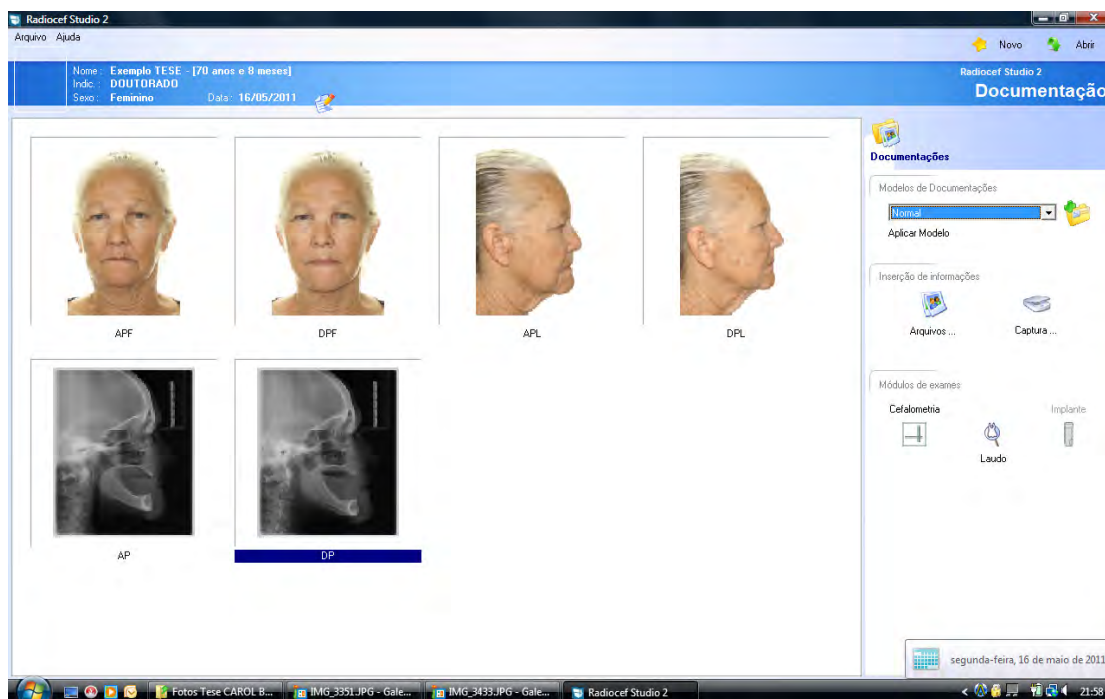 Radiocef Studio 2
Arquivo Ajuda
Novo Abrir
Nome: Exemplo TESE - [70 anos e 8 meses]
Indic.: DOUTORADO
Sexo: Feminino Data: 16/05/2011
Radiocef Studio 2
Documentação
Documentações
Modelos de Documentações
Normal
Aplicar Modelo
Inserção de informações
Arquivos ... Captura ...
Módulos de exames
Cefalometria Implante
Laudo
APF DPF APL DPL
AP DP
segunda-feira, 16 de maio de 2011
Fotos Tese CAROL B... IMG_3351.JPG - Gale... IMG_3433.JPG - Gale... Radiocef Studio 2 21:58